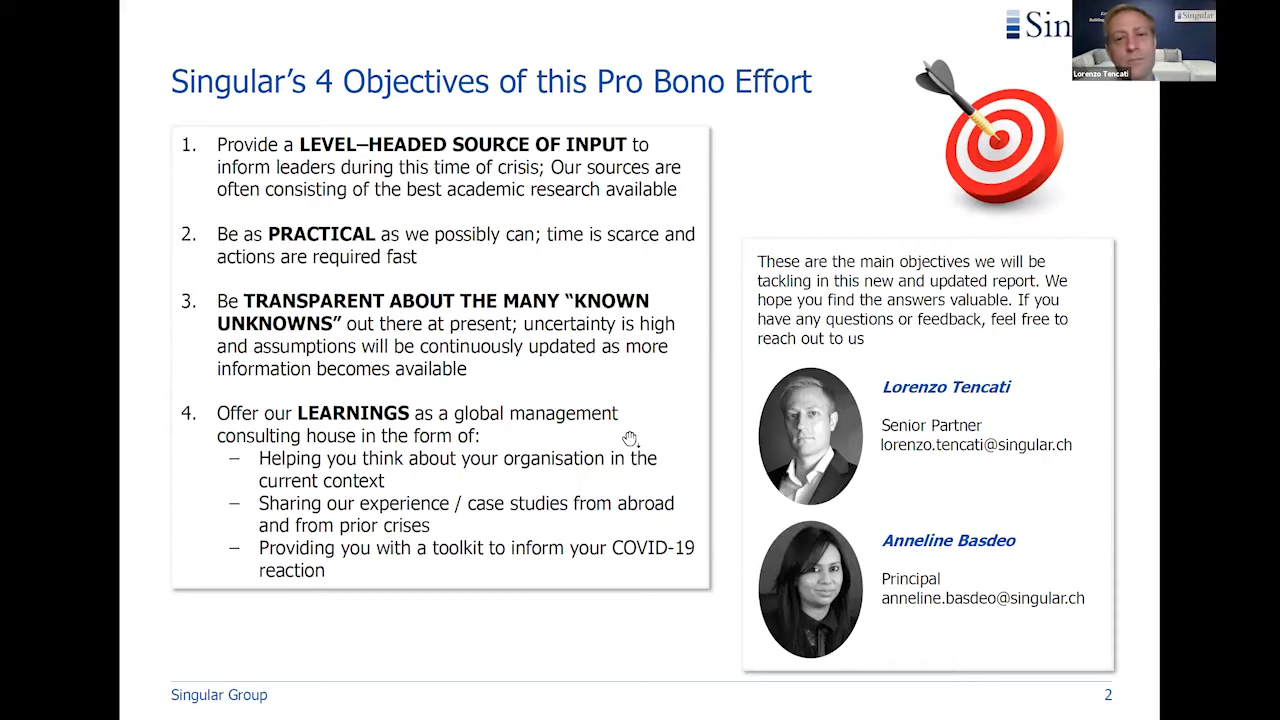 Sin
Singular
Lorenzo Tencati
Singular's 4 Objectives of this Pro Bono Effort
1. Provide a LEVEL–HEADED SOURCE OF INPUT to
inform leaders during this time of crisis; Our sources are
often consisting of the best academic research available
2. Be as PRACTICAL as we possibly can; time is scarce and
actions are required fast
3. Be TRANSPARENT ABOUT THE MANY “KNOWN
UNKNOWNS” out there at present; uncertainty is high
and assumptions will be continuously updated as more
information becomes available
4. Offer our LEARNINGS as a global management
consulting house in the form of:
– Helping you think about your organisation in the
current context
– Sharing our experience / case studies from abroad
and from prior crises
– Providing you with a toolkit to inform your COVID-19
reaction
These are the main objectives we will be
tackling in this new and updated report. We
hope you find the answers valuable. If you
have any questions or feedback, feel free to
reach out to us
Lorenzo Tencati
Senior Partner
lorenzo.tencati@singular.ch
Anneline Basdeo
Principal
anneline.basdeo@singular.ch
Singular Group
2